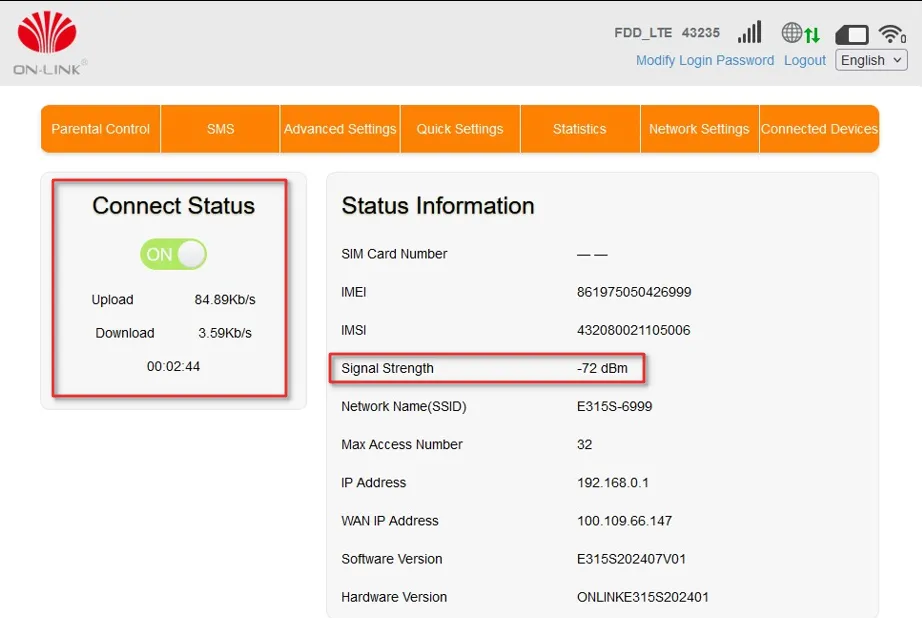 FDD_LTE 43235
ON-LINK®
Modify Login Password Logout English
Parental Control SMS Advanced Settings Quick Settings Statistics Network Settings Connected Devices
Connect Status
ON
Upload 84.89Kb/s
Download 3.59Kb/s
00:02:44
Status Information
SIM Card Number — —
IMEI 861975050426999
IMSI 432080021105006
Signal Strength -72 dBm
Network Name(SSID) E315S-6999
Max Access Number 32
IP Address 192.168.0.1
WAN IP Address 100.109.66.147
Software Version E315S202407V01
Hardware Version ONLINKE315S202401